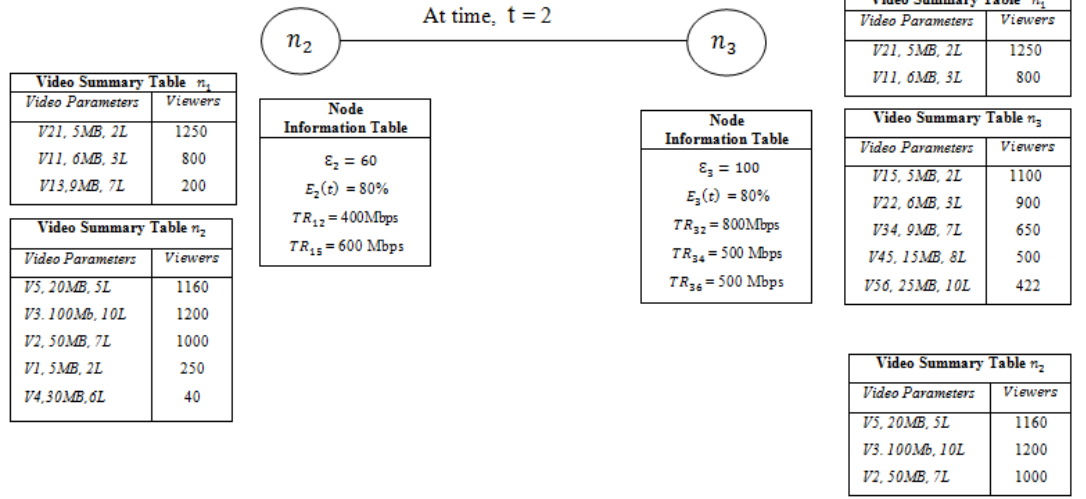 At time, t = 2
n₂
n₃
Video Summary Table n₁
Video Parameters Viewers
V21, 5MB, 2L 1250
V11, 6MB, 3L 800
V13,9MB, 7L 200
Video Summary Table n₂
Video Parameters Viewers
V5, 20MB, 5L 1160
V3. 100Mb, 10L 1200
V2, 50MB, 7L 1000
V1, 5MB, 2L 250
V4,30MB,6L 40
Node
Information Table
Ɛ₂ = 60
E₂(t) = 80%
TR₁₂ = 400Mbps
TR₁₅ = 600 Mbps
Node
Information Table
Ɛ₃ = 100
E₃(t) = 80%
TR₃₂ = 800Mbps
TR₃₄ = 500 Mbps
TR₃₆ = 500 Mbps
Video Summary Table n₁
Video Parameters Viewers
V21, 5MB, 2L 1250
V11, 6MB, 3L 800
Video Summary Table n₃
Video Parameters Viewers
V15, 5MB, 2L 1100
V22, 6MB, 3L 900
V34, 9MB, 7L 650
V45, 15MB, 8L 500
V56, 25MB, 10L 422
Video Summary Table n₂
Video Parameters Viewers
V5, 20MB, 5L 1160
V3. 100Mb, 10L 1200
V2, 50MB, 7L 1000